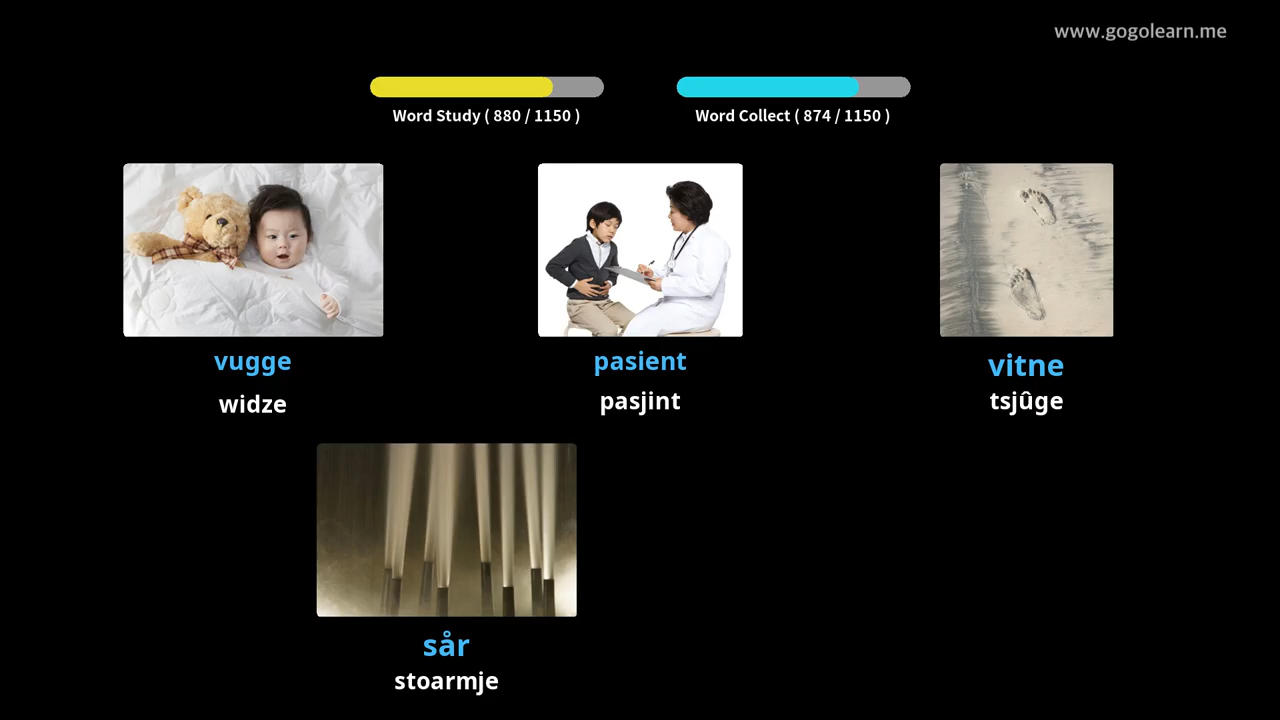 www.gogolearn.me
Word Study ( 880 / 1150 )
Word Collect ( 874 / 1150 )
vugge
widze
pasient
pasjint
vitne
tsjûge
sår
stoarmje